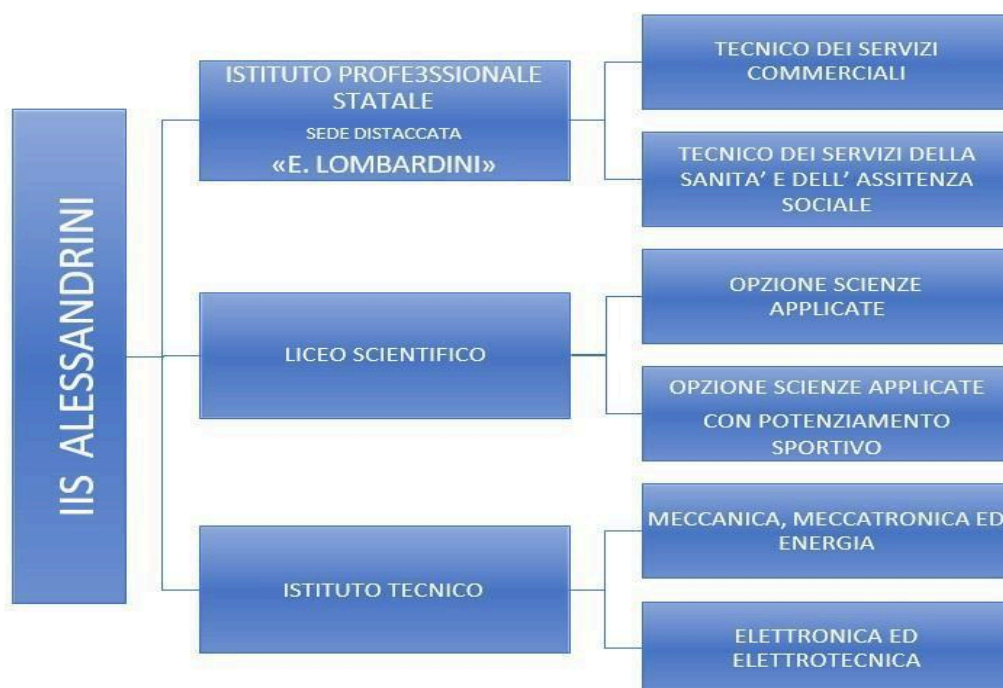 IIS ALESSANDRINI
ISTITUTO PROFE3SSIONALE
STATALE
SEDE DISTACCATA
«E. LOMBARDINI»
TECNICO DEI SERVIZI
COMMERCIALI
TECNICO DEI SERVIZI DELLA
SANITA’ E DELL’ ASSITENZA
SOCIALE
LICEO SCIENTIFICO
OPZIONE SCIENZE
APPLICATE
OPZIONE SCIENZE APPLICATE
CON POTENZIAMENTO
SPORTIVO
ISTITUTO TECNICO
MECCANICA, MECCATRONICA ED
ENERGIA
ELETTRONICA ED
ELETTROTECNICA